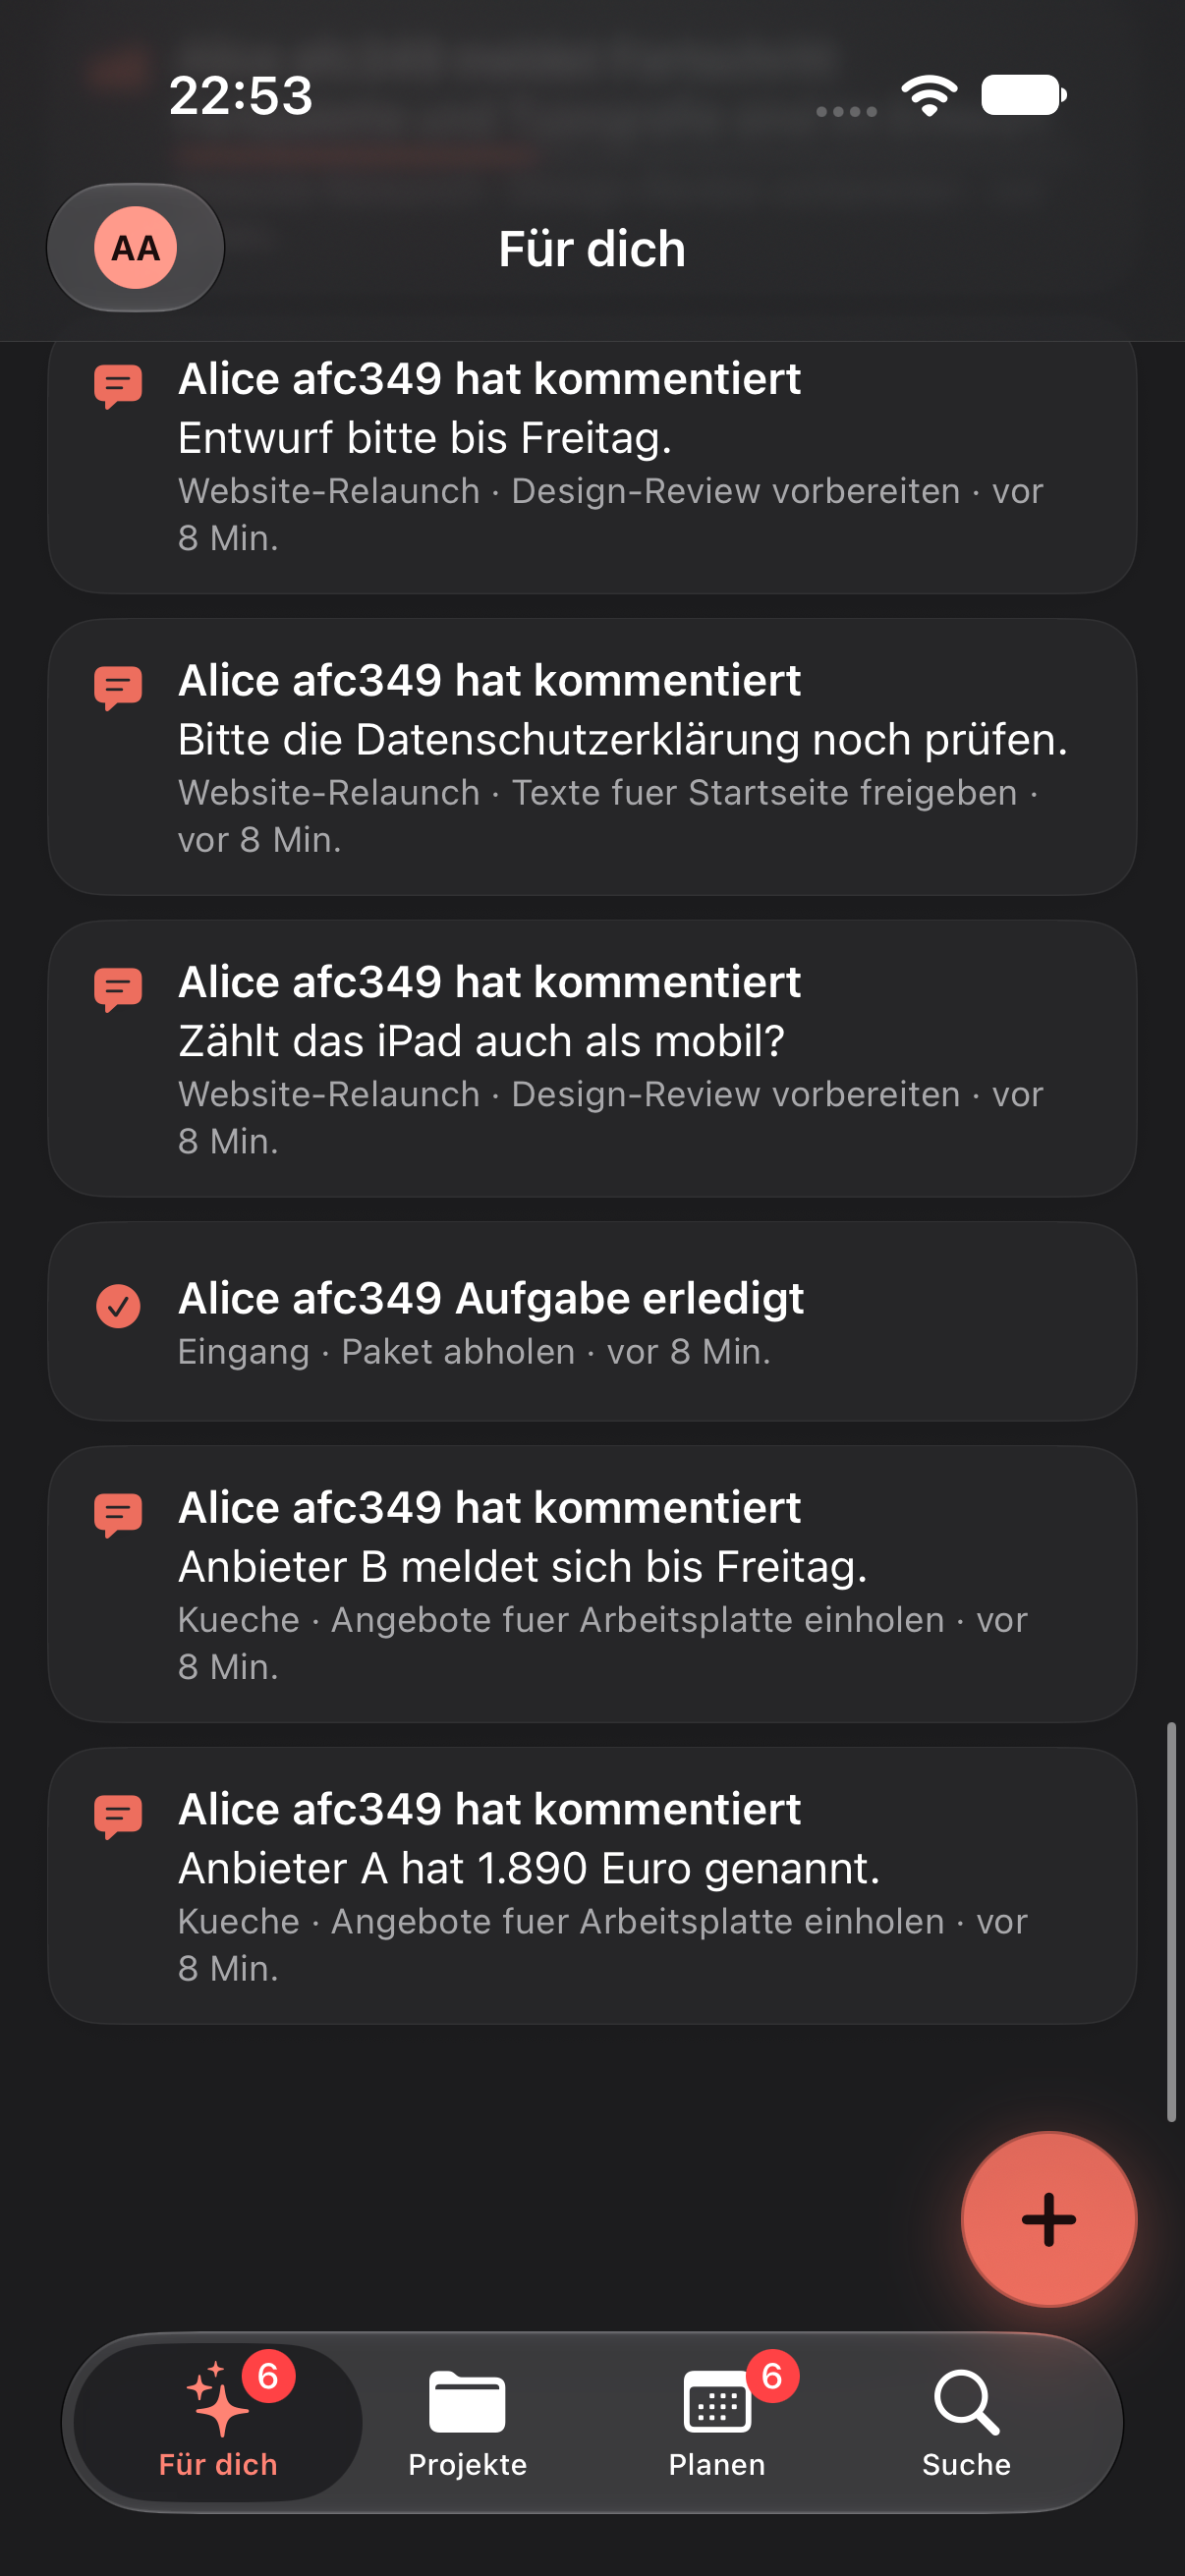 22:53
AA
Für dich
Alice afc349 hat kommentiert
Entwurf bitte bis Freitag.
Website-Relaunch · Design-Review vorbereiten · vor
8 Min.
Alice afc349 hat kommentiert
Bitte die Datenschutzerklärung noch prüfen.
Website-Relaunch · Texte fuer Startseite freigeben ·
vor 8 Min.
Alice afc349 hat kommentiert
Zählt das iPad auch als mobil?
Website-Relaunch · Design-Review vorbereiten · vor
8 Min.
Alice afc349 Aufgabe erledigt
Eingang · Paket abholen · vor 8 Min.
Alice afc349 hat kommentiert
Anbieter B meldet sich bis Freitag.
Kueche · Angebote fuer Arbeitsplatte einholen · vor
8 Min.
Alice afc349 hat kommentiert
Anbieter A hat 1.890 Euro genannt.
Kueche · Angebote fuer Arbeitsplatte einholen · vor
8 Min.
6
6
Für dich
Projekte
Planen
Suche